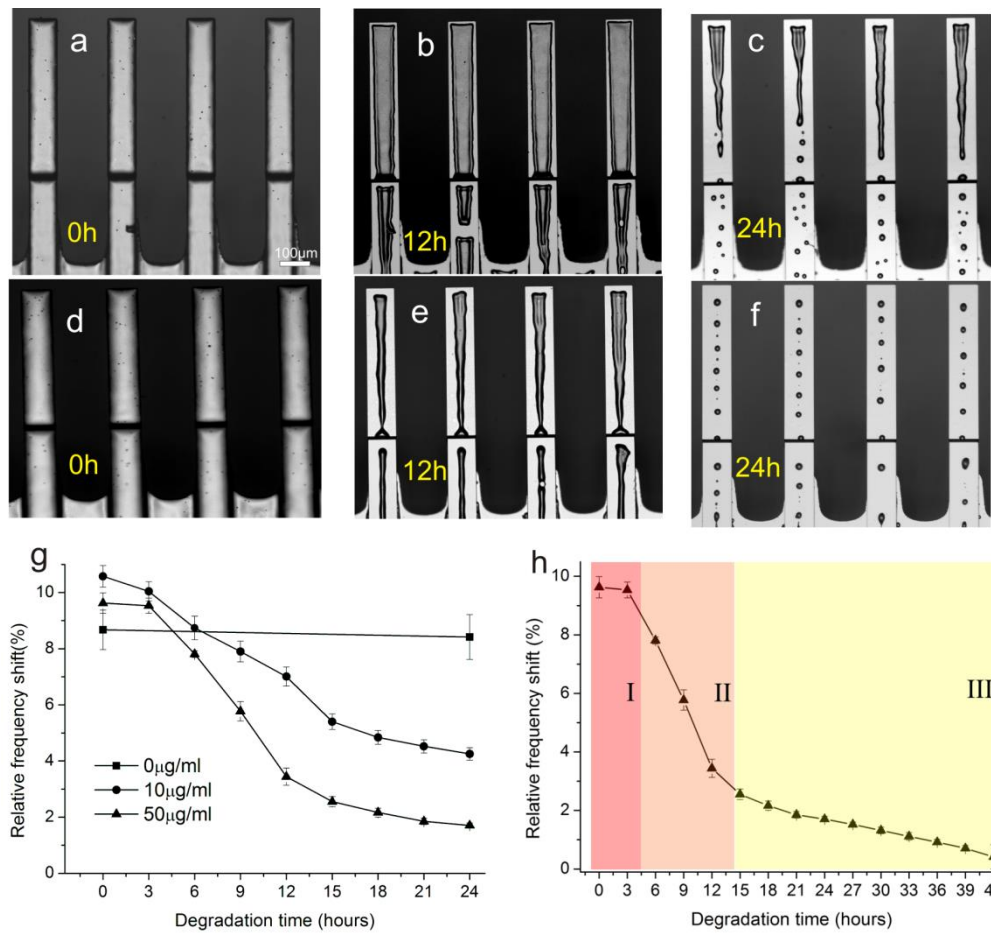 a
b
c
0h
12h
24h
100μm
d
e
f
0h
12h
24h
g
h
Relative frequency shift(%)
10
8
6
4
2
0
0μg/ml
10μg/ml
50μg/ml
0 3 6 9 12 15 18 21 24
Degradation time (hours)
Relative frequency shift (%)
10
8
6
4
2
0
I
II
III
0 3 6 9 12 15 18 21 24 27 30 33 36 39
Degradation time (hours)